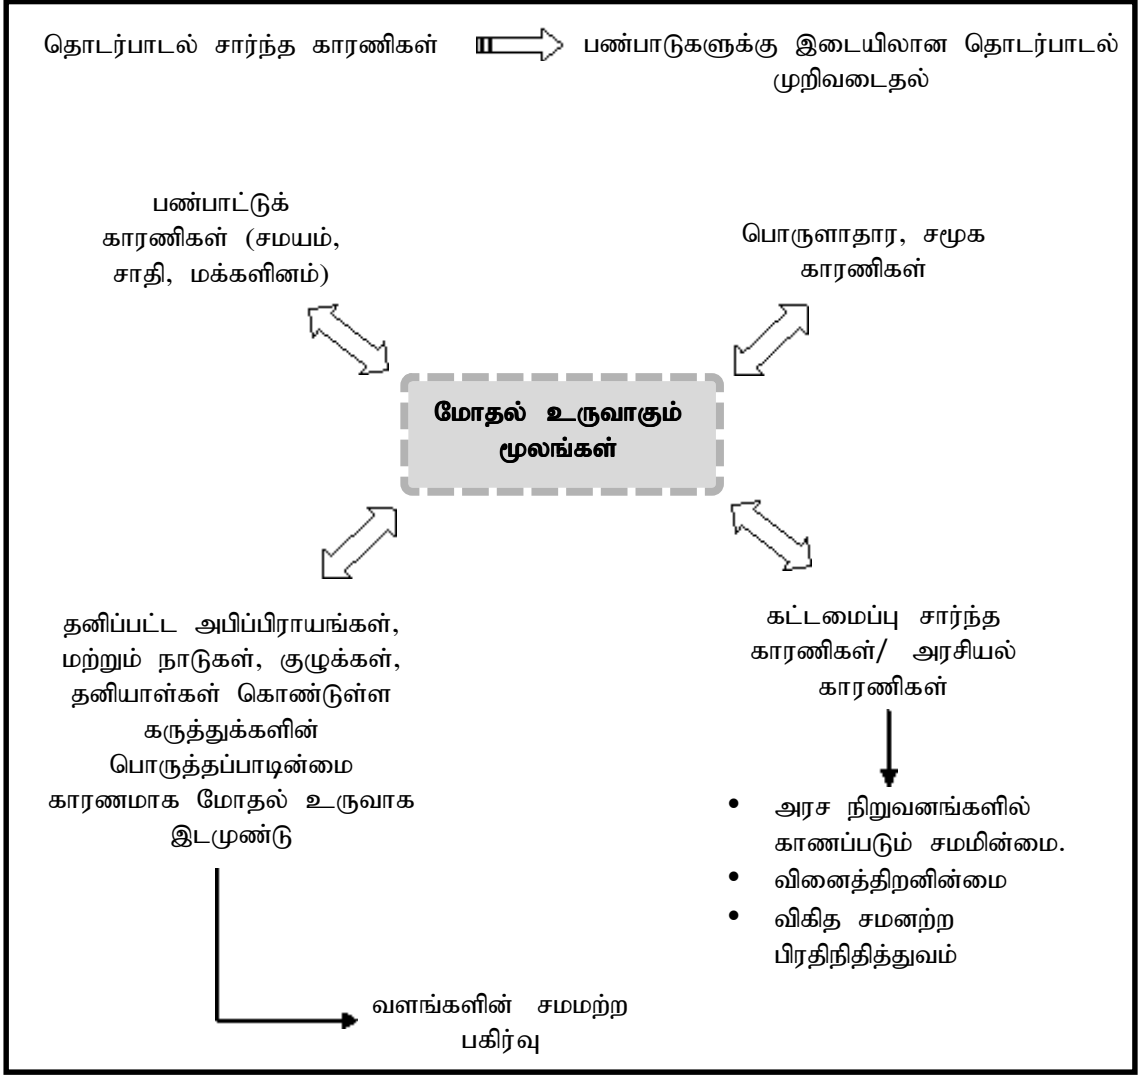 தொடர்பாடல் சார்ந்த காரணிகள்
பண்பாடுகளுக்கு இடையிலான தொடர்பாடல்
முறிவடைதல்
பண்பாட்டுக்
காரணிகள் (சமயம்,
சாதி, மக்களினம்)
பொருளாதார, சமூக
காரணிகள்
மோதல் உருவாகும்
மூலங்கள்
தனிப்பட்ட அபிப்பிராயங்கள்,
மற்றும் நாடுகள், குழுக்கள்,
தனியாள்கள் கொண்டுள்ள
கருத்துக்களின்
பொருத்தப்பாடின்மை
காரணமாக மோதல் உருவாக
இடமுண்டு
கட்டமைப்பு சார்ந்த
காரணிகள்/ அரசியல்
காரணிகள்
• அரச நிறுவனங்களில்
காணப்படும் சமமின்மை.
• வினைத்திறனின்மை
• விகித சமனற்ற
பிரதிநிதித்துவம்
வளங்களின் சமமற்ற
பகிர்வு